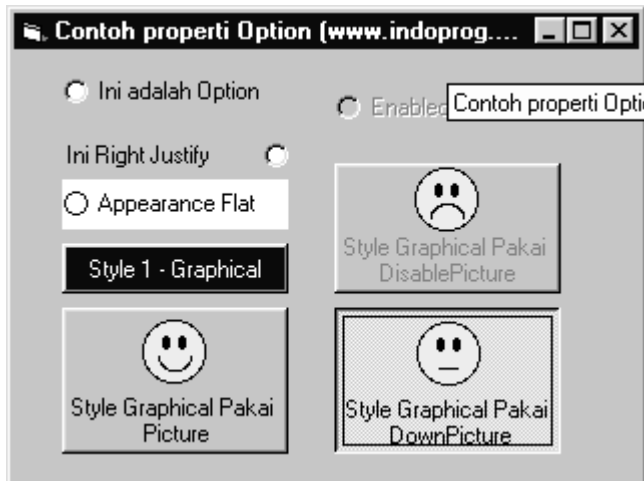 Contoh properti Option (www.indoprog....
Ini adalah Option
Enabled
Contoh properti Optio
Ini Right Justify
Appearance Flat
Style 1 - Graphical
Style Graphical Pakai
DisablePicture
Style Graphical Pakai
Picture
Style Graphical Pakai
DownPicture